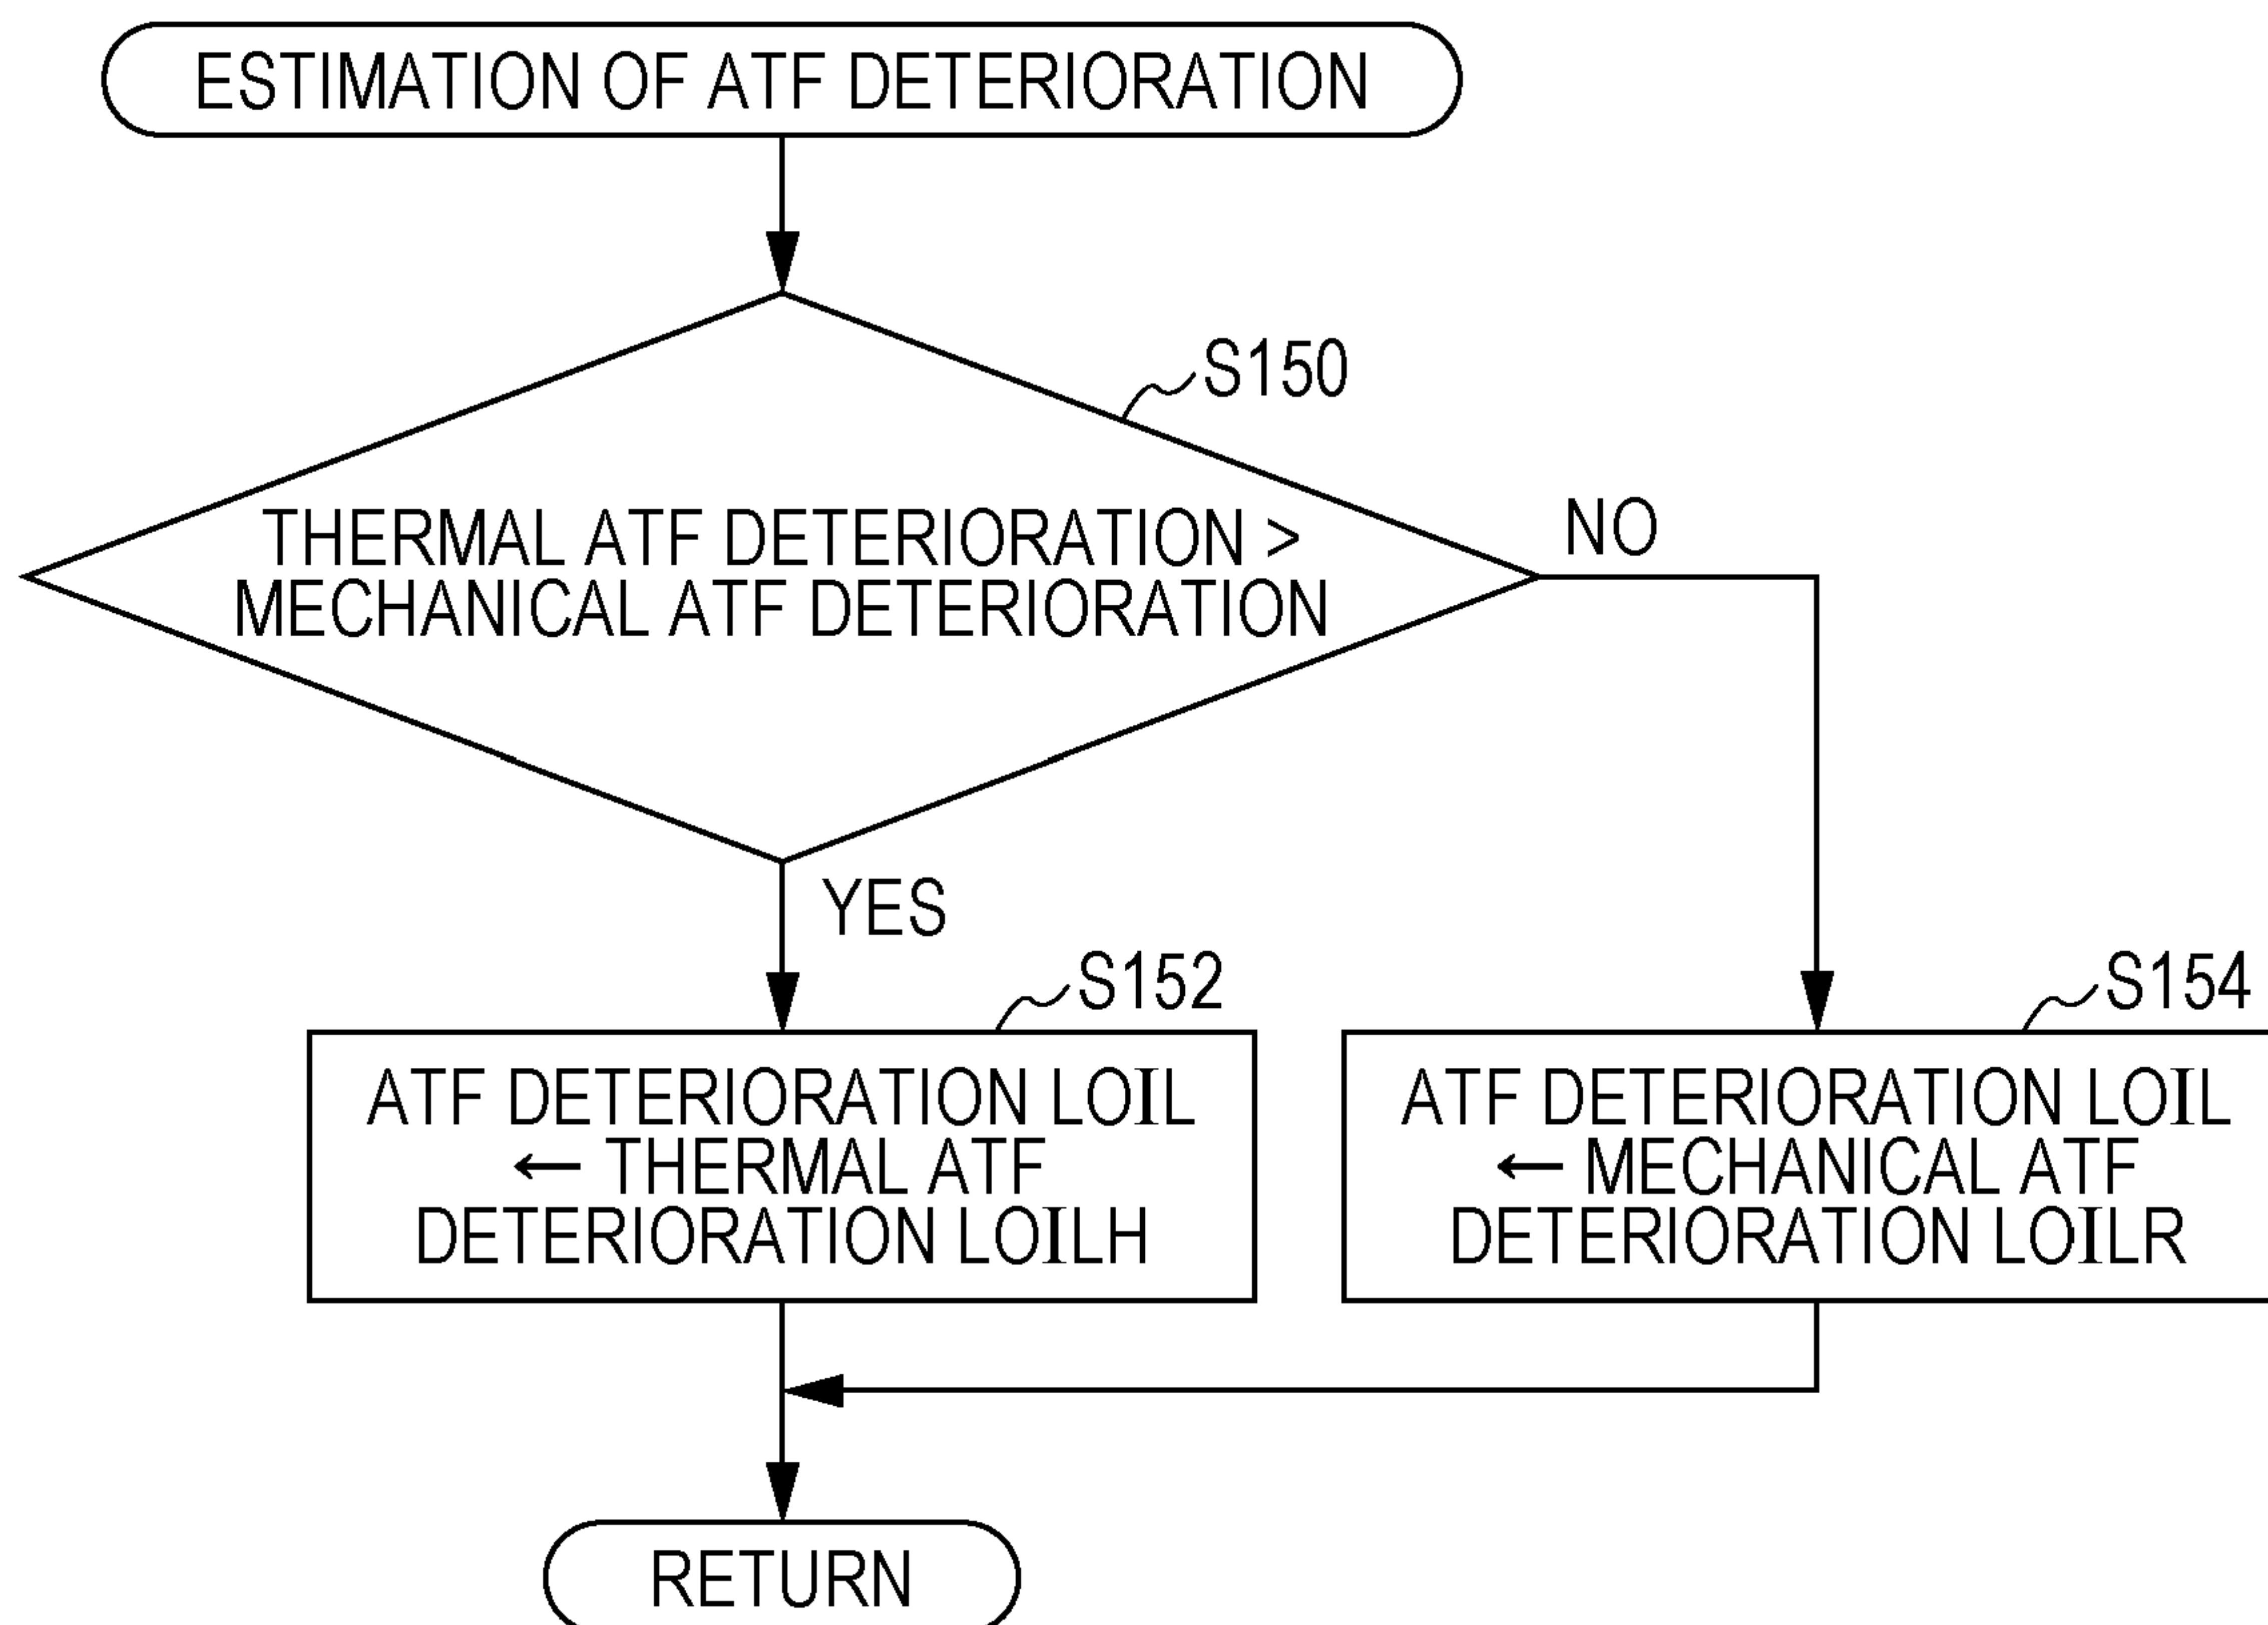 ESTIMATION OF ATF DETERIORATION
S150
THERMAL ATF DETERIORATION >
MECHANICAL ATF DETERIORATION
NO
YES
S152
ATF DETERIORATION LOIL
← THERMAL ATF
DETERIORATION LOILH
S154
ATF DETERIORATION LOIL
← MECHANICAL ATF
DETERIORATION LOILR
RETURN